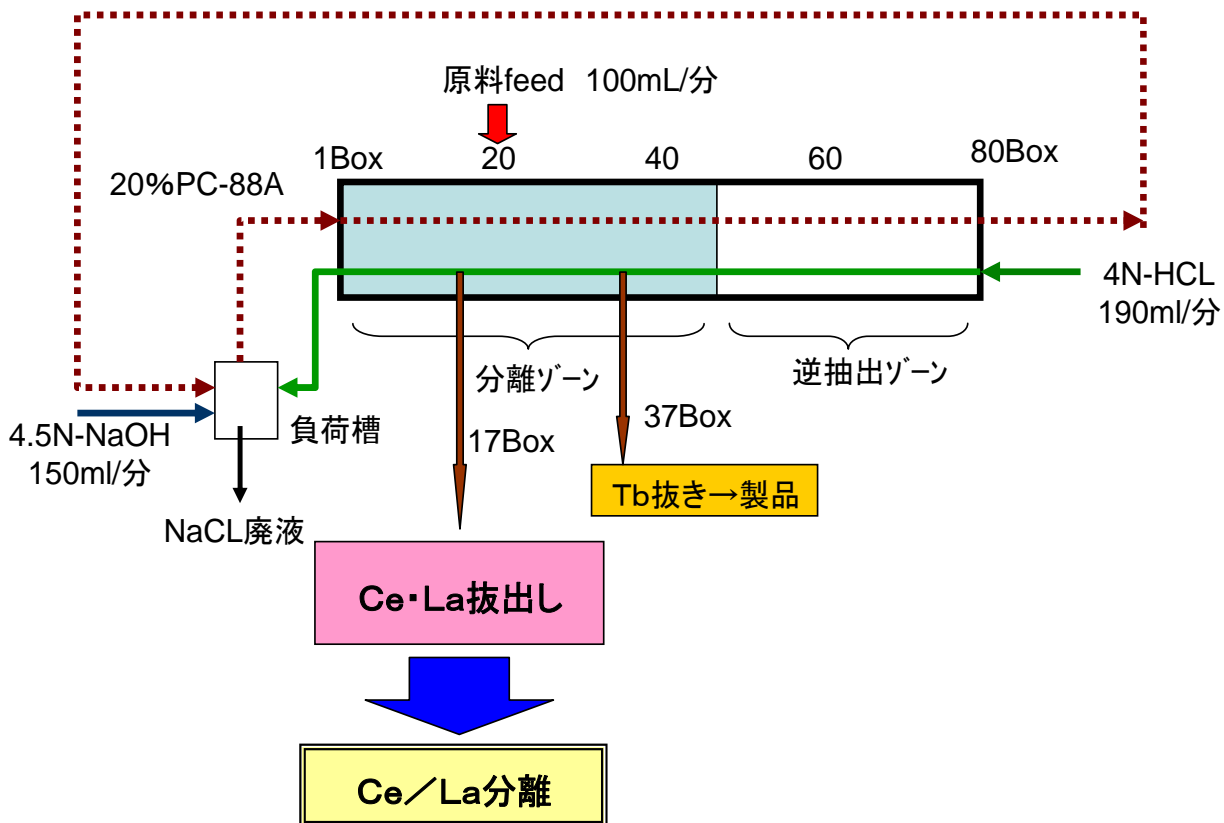 原料feed 100mL/分
1Box
20
40
60
80Box
20%PC-88A
4N-HCL
190ml/分
分離ｿﾞｰﾝ
逆抽出ｿﾞｰﾝ
4.5N-NaOH
150ml/分
負荷槽
17Box
37Box
Tb抜き→製品
NaCL廃液
Ce・La抜出し
Ce／La分離